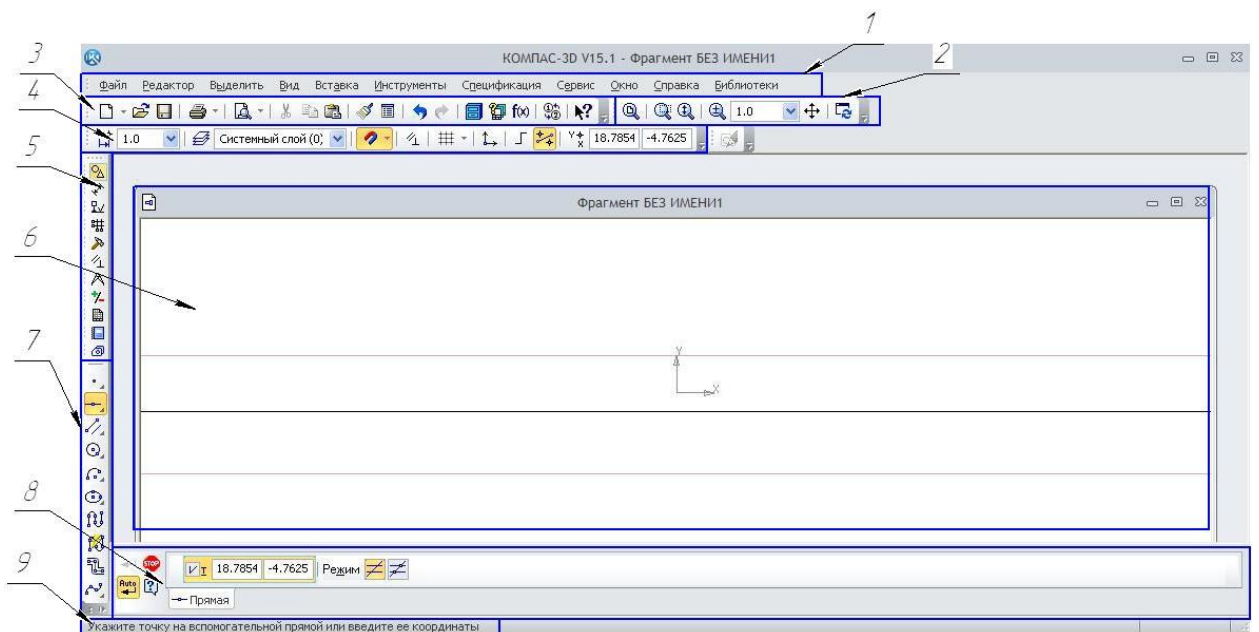 1
КОМПАС-3D V15.1 - Фрагмент БЕЗ ИМЕНИ1
2
3
Файл Редактор Выделить Вид Вставка Инструменты Спецификация Сервис Окно Справка Библиотеки
4
f(x) 1.0
1.0 Системный слой (0) 18.7854 -4.7625
5
Фрагмент БЕЗ ИМЕНИ1
6
Y
X
7
8
STOP
18.7854 -4.7625 Режим
Auto
Прямая
9
Укажите точку на вспомогательной прямой или введите ее координаты